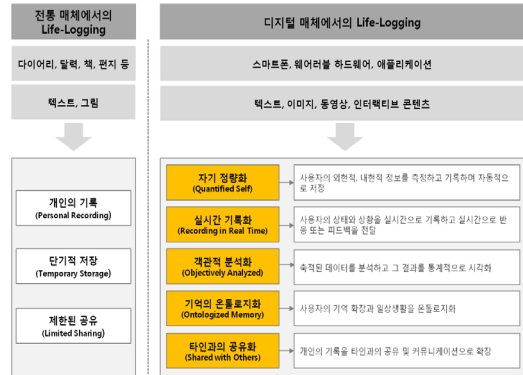 전통 매체에서의
Life-Logging
디지털 매체에서의 Life-Logging
다이어리, 달력, 책, 편지 등
스마트폰, 웨어러블 하드웨어, 애플리케이션
텍스트, 그림
텍스트, 이미지, 동영상, 인터랙티브 콘텐츠
개인의 기록
(Personal Recording)
단기적 저장
(Temporary Storage)
제한된 공유
(Limited Sharing)
자기 정량화
(Quantified Self)
사용자의 외현적, 내현적 정보를 측정하고 기록하며 자동적으
로 저장
실시간 기록화
(Recording in Real Time)
사용자의 상태와 상황을 실시간으로 기록하고 실시간으로 반
응 또는 피드백을 전달
객관적 분석화
(Objectively Analyzed)
축적된 데이터를 분석하고 그 결과를 통계적으로 시각화
기억의 온톨로지화
(Ontologized Memory)
사용자의 기억 확장과 일상생활을 온톨로지화
타인과의 공유화
(Shared with Others)
개인의 기록을 타인과의 공유 및 커뮤니케이션으로 확장